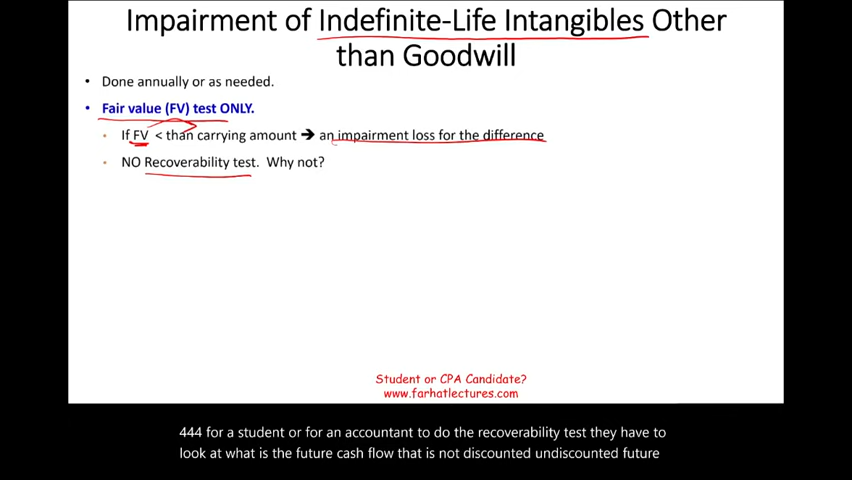 Impairment of Indefinite-Life Intangibles Other
than Goodwill
• Done annually or as needed.
• Fair value (FV) test ONLY.
• If FV < than carrying amount → an impairment loss for the difference
• NO Recoverability test. Why not?
Student or CPA Candidate?
www.farhatlectures.com
444 for a student or for an accountant to do the recoverability test they have to
look at what is the future cash flow that is not discounted undiscounted future